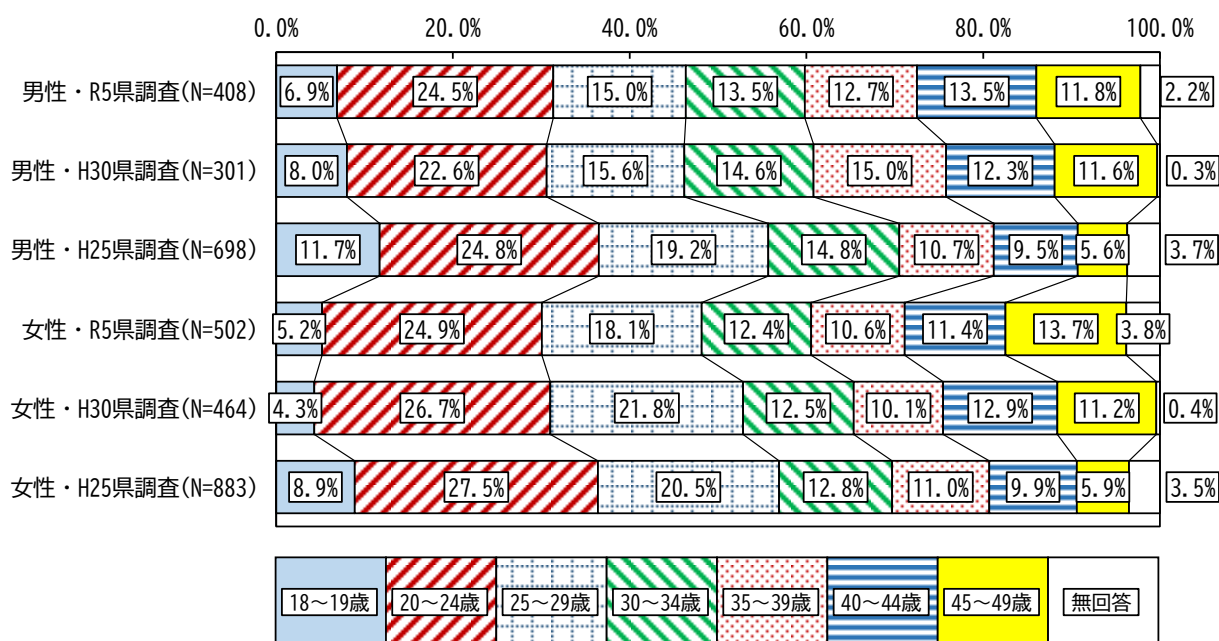 0.0% 20.0% 40.0% 60.0% 80.0% 100.0%
男性・R5県調査(N=408) 6.9% 24.5% 15.0% 13.5% 12.7% 13.5% 11.8% 2.2%
男性・H30県調査(N=301) 8.0% 22.6% 15.6% 14.6% 15.0% 12.3% 11.6% 0.3%
男性・H25県調査(N=698) 11.7% 24.8% 19.2% 14.8% 10.7% 9.5% 5.6% 3.7%
女性・R5県調査(N=502) 5.2% 24.9% 18.1% 12.4% 10.6% 11.4% 13.7% 3.8%
女性・H30県調査(N=464) 4.3% 26.7% 21.8% 12.5% 10.1% 12.9% 11.2% 0.4%
女性・H25県調査(N=883) 8.9% 27.5% 20.5% 12.8% 11.0% 9.9% 5.9% 3.5%
18～19歳 20～24歳 25～29歳 30～34歳 35～39歳 40～44歳 45～49歳 無回答